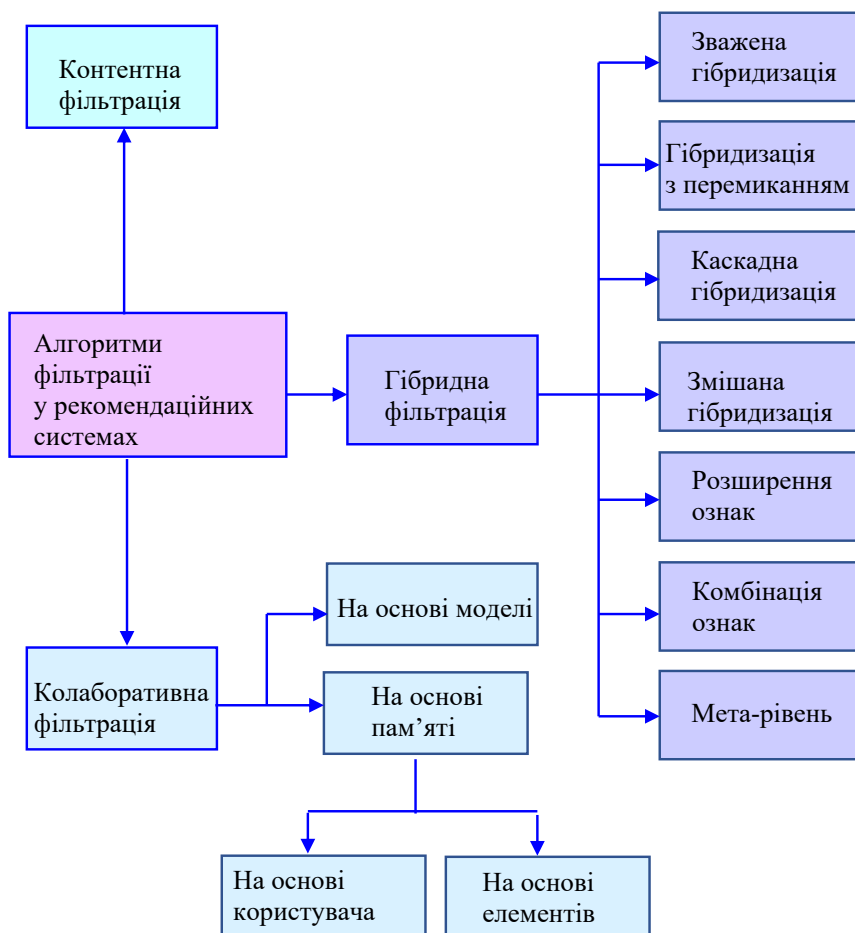 Контентна
фільтрація
Алгоритми
фільтрації
у рекомендаційних
системах
Гібридна
фільтрація
Зважена
гібридизація
Гібридизація
з перемиканням
Каскадна
гібридизація
Змішана
гібридизація
Розширення
ознак
Комбінація
ознак
Мета-рівень
Колаборативна
фільтрація
На основі моделі
На основі
пам’яті
На основі
користувача
На основі
елементів